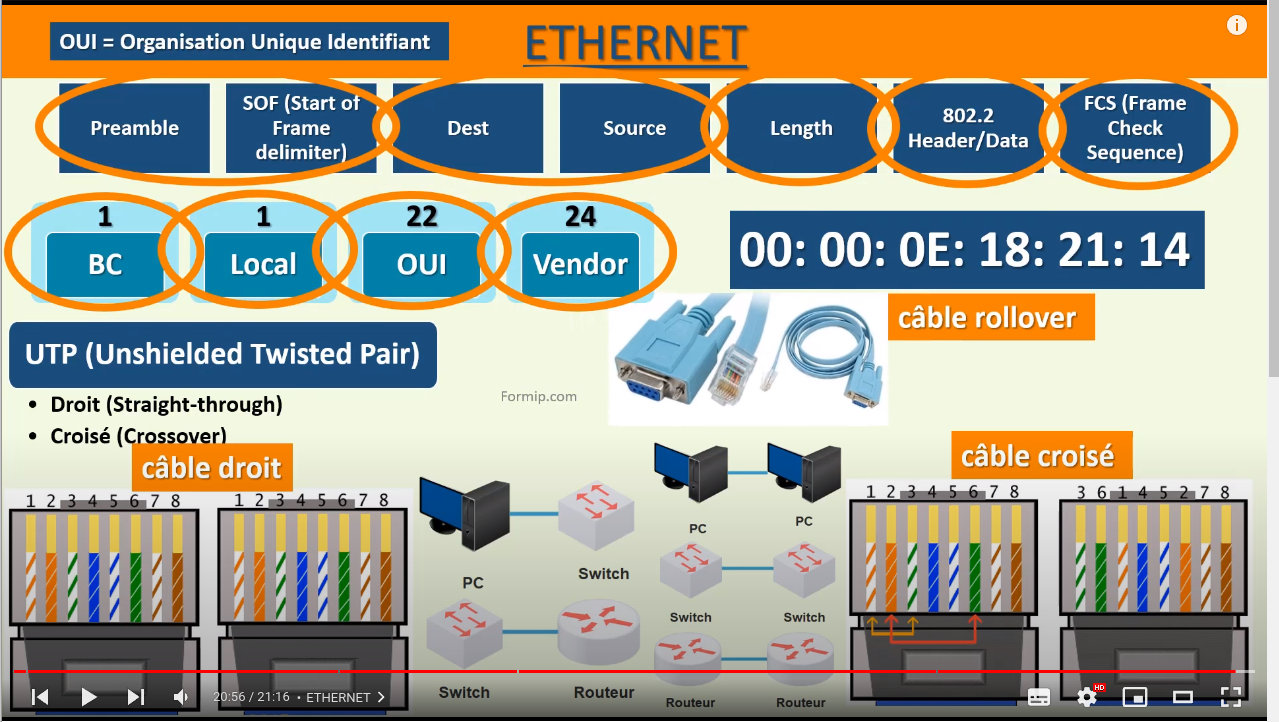 OUI = Organisation Unique Identifiant
ETHERNET
Preamble
SOF (Start of
Frame
delimiter)
Dest
Source
Length
802.2
Header/Data
FCS (Frame
Check
Sequence)
1
BC
1
Local
22
OUI
24
Vendor
00: 00: 0E: 18: 21: 14
câble rollover
UTP (Unshielded Twisted Pair)
• Droit (Straight-through)
• Croisé (Crossover)
Formip.com
câble droit
1 2 3 4 5 6 7 8
1 2 3 4 5 6 7 8
PC
Switch
Switch
Routeur
PC
PC
Switch
Switch
Routeur
Routeur
câble croisé
1 2 3 4 5 6 7 8
3 6 1 4 5 2 7 8
20:56 / 21:16 • ETHERNET
HD